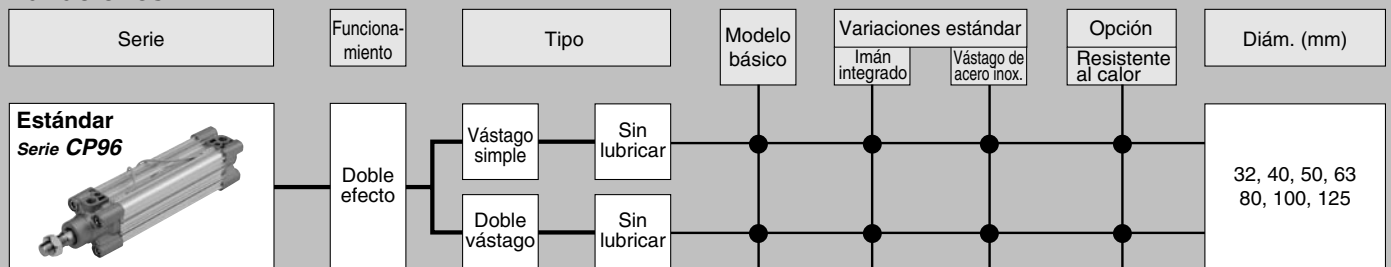 Serie
Funciona-
miento
Tipo
Modelo
básico
Variaciones estándar
Imán
integrado
Vástago de
acero inox.
Opción
Resistente
al calor
Diám. (mm)
Estándar
Serie CP96
Doble
efecto
Vástago
simple
Sin
lubricar
Doble
vástago
Sin
lubricar
32, 40, 50, 63
80, 100, 125